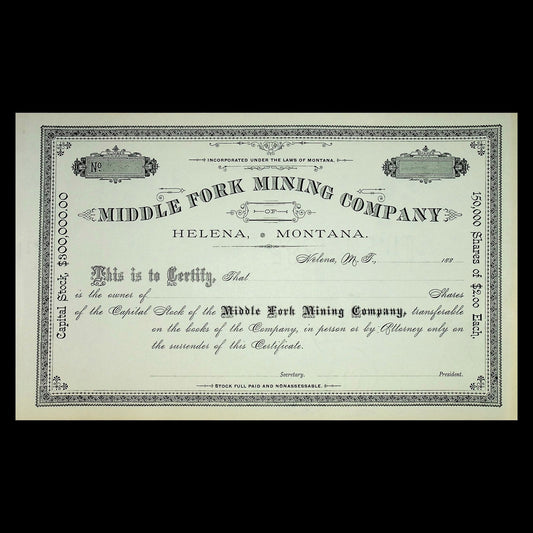 Nº
INCORPORATED UNDER THE LAWS OF MONTANA.
MIDDLE FORK MINING COMPANY
OF
HELENA, MONTANA.
Capital Stock, $300,000.00
150,000 Shares of $2.00 Each.
Helena, M. T., 188
This is to Certify, That
is the owner of Shares
of the Capital Stock of the Middle Fork Mining Company, transferable
on the books of the Company, in person or by Attorney only on
the surrender of this Certificate.
Secretary. President.
STOCK FULL PAID AND NONASSESSABLE.